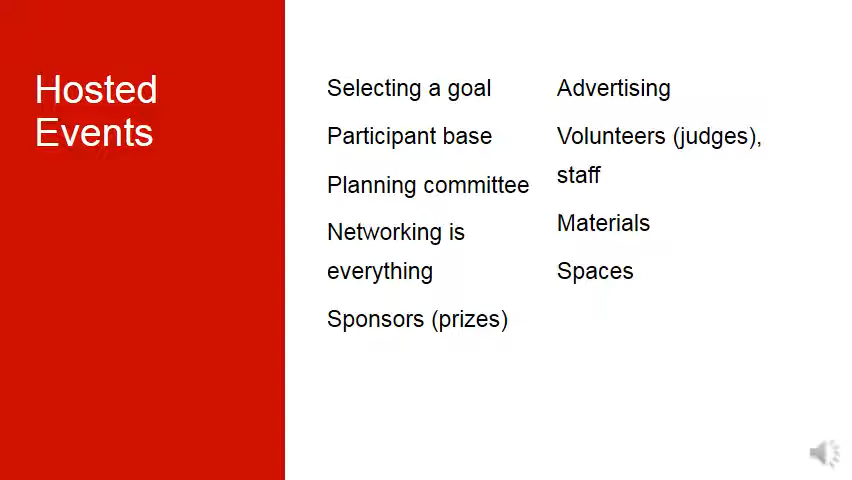 Hosted
Events
Selecting a goal
Participant base
Planning committee
Networking is
everything
Sponsors (prizes)
Advertising
Volunteers (judges),
staff
Materials
Spaces